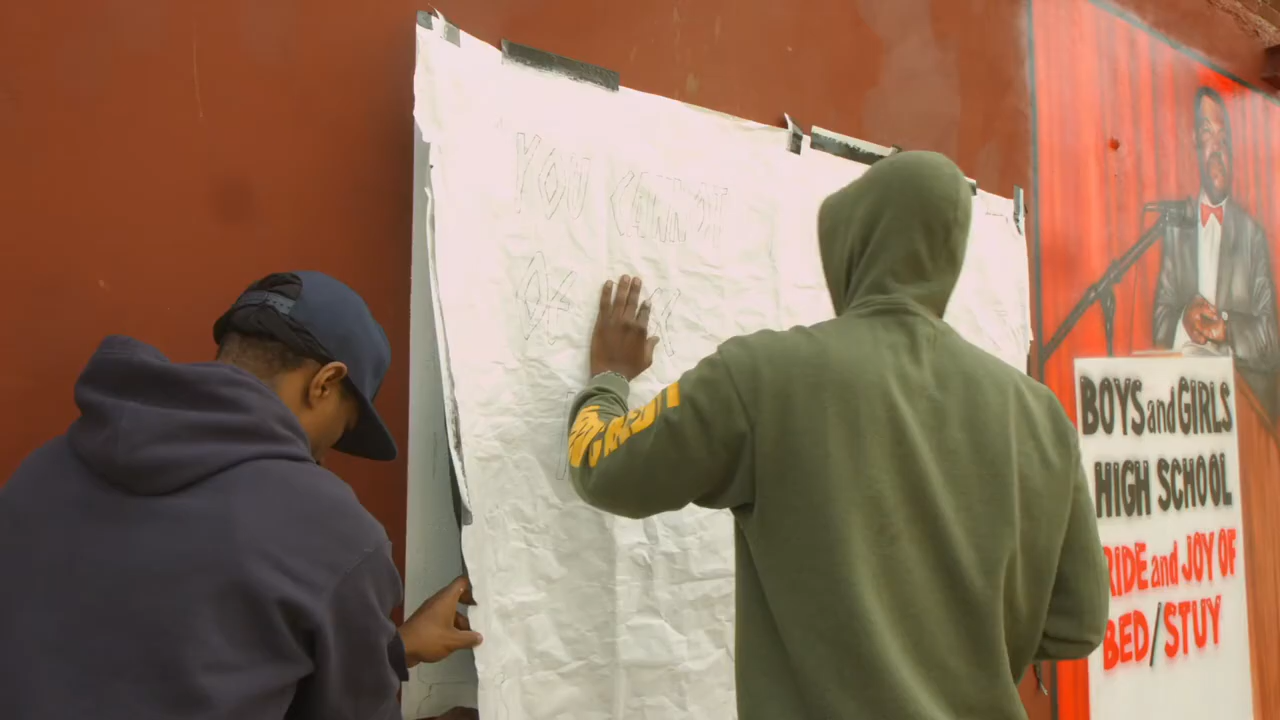 YOU CANNOT
BOYS and GIRLS
HIGH SCHOOL
RIDE and JOY OF
BED/STUY